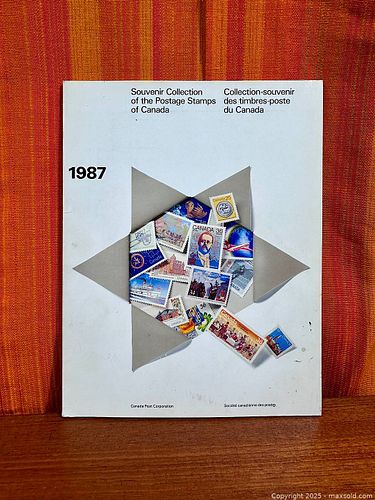 Souvenir Collection
of the Postage Stamps
of Canada
Collection-souvenir
des timbres-poste
du Canada
1987
CANADA 36
Canada Post Corporation
Société canadienne des postes
Copyright 2025 - maxsold.com